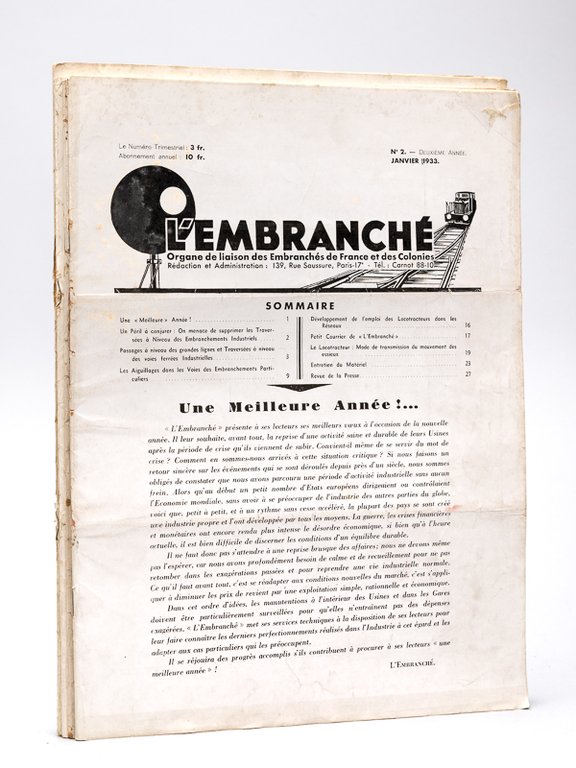 Le Numéro Trimestriel : 3 fr.
Abonnement annuel : 10 fr.
N° 2. — DEUXIÈME ANNÉE.
JANVIER 1933.
L'EMBRANCHÉ
Organe de liaison des Embranchés de France et des Colonies
Rédaction et Administration : 139, Rue Saussure, Paris-17e - Tél. : Carnot 88-10
SOMMAIRE
Une « Meilleure » Année ! 1
Un Péril à conjurer : On menace de supprimer les Traver-
sées à Niveau des Embranchements Industriels 2
Passages à niveau des grandes lignes et Traversées à niveau
des voies ferrées Industrielles 3
Les Aiguillages dans les Voies des Embranchements Parti-
culiers 9
Développement de l'emploi des Locotracteurs dans les
Réseaux 16
Petit Courrier de « L'Embranché » 17
Le Locotracteur : Mode de transmission du mouvement des
essieux 19
Entretien du Matériel 23
Revue de la Presse 27
Une Meilleure Année !...
« L'Embranché » présente à ses lecteurs ses meilleurs vœux à l'occasion de la nouvelle
année. Il leur souhaite, avant tout, la reprise d'une activité saine et durable de leurs Usines
après la période de crise qu'ils viennent de subir. Convient-il même de se servir du mot de
crise ? Comment en sommes-nous arrivés à cette situation critique ? Si nous faisons un
retour sincère sur les événements qui se sont déroulés depuis près d'un siècle, nous sommes
obligés de constater que nous avons parcouru une période d'activité industrielle sans aucun
frein. Alors qu'au début un petit nombre d'Etats européens dirigeaient ou contrôlaient
l'Economie mondiale, sans avoir à se préoccuper de l'industrie des autres parties du globe,
voici que, petit à petit, et à un rythme sans cesse accéléré, la plupart des pays se sont créé
une industrie propre et l'ont développée par tous les moyens. La guerre, les crises financières
et monétaires ont encore rendu plus intense le désordre économique, si bien qu'à l'heure
actuelle, il est bien difficile de discerner les conditions d'un équilibre durable.
Il ne faut donc pas s'attendre à une reprise brusque des affaires; nous ne devons même
pas l'espérer, car nous avons profondément besoin de calme et de recueillement pour ne pas
retomber dans les exagérations passées et pour reprendre une vie industrielle normale.
Ce qu'il faut avant tout, c'est se réadapter aux conditions nouvelles du marché, c'est s'appli-
quer à diminuer les prix de revient par une exploitation simple, rationnelle et économique.
Dans cet ordre d'idées, les manutentions à l'intérieur des Usines et dans les Gares
doivent être particulièrement surveillées pour qu'elles n'entraînent pas des dépenses
exagérées. « L'Embranché » met ses services techniques à la disposition de ses lecteurs pour
leur faire connaître les derniers perfectionnements réalisés dans l'Industrie à cet égard et les
adapter aux cas particuliers qui les préoccupent.
Il se réjouira des progrès accomplis s'ils contribuent à procurer à ses lecteurs « une
meilleure année » !
L'EMBRANCHÉ.